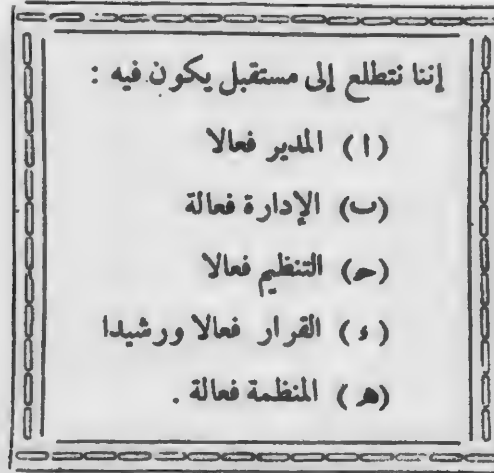 إننا نتطلع إلى مستقبل يكون فيه :
(ا) المدير فعالا
(ب) الإدارة فعالة
(حـ) التنظيم فعالا
(ء) القرار فعالا ورشيدا
(هـ) المنظمة فعالة .